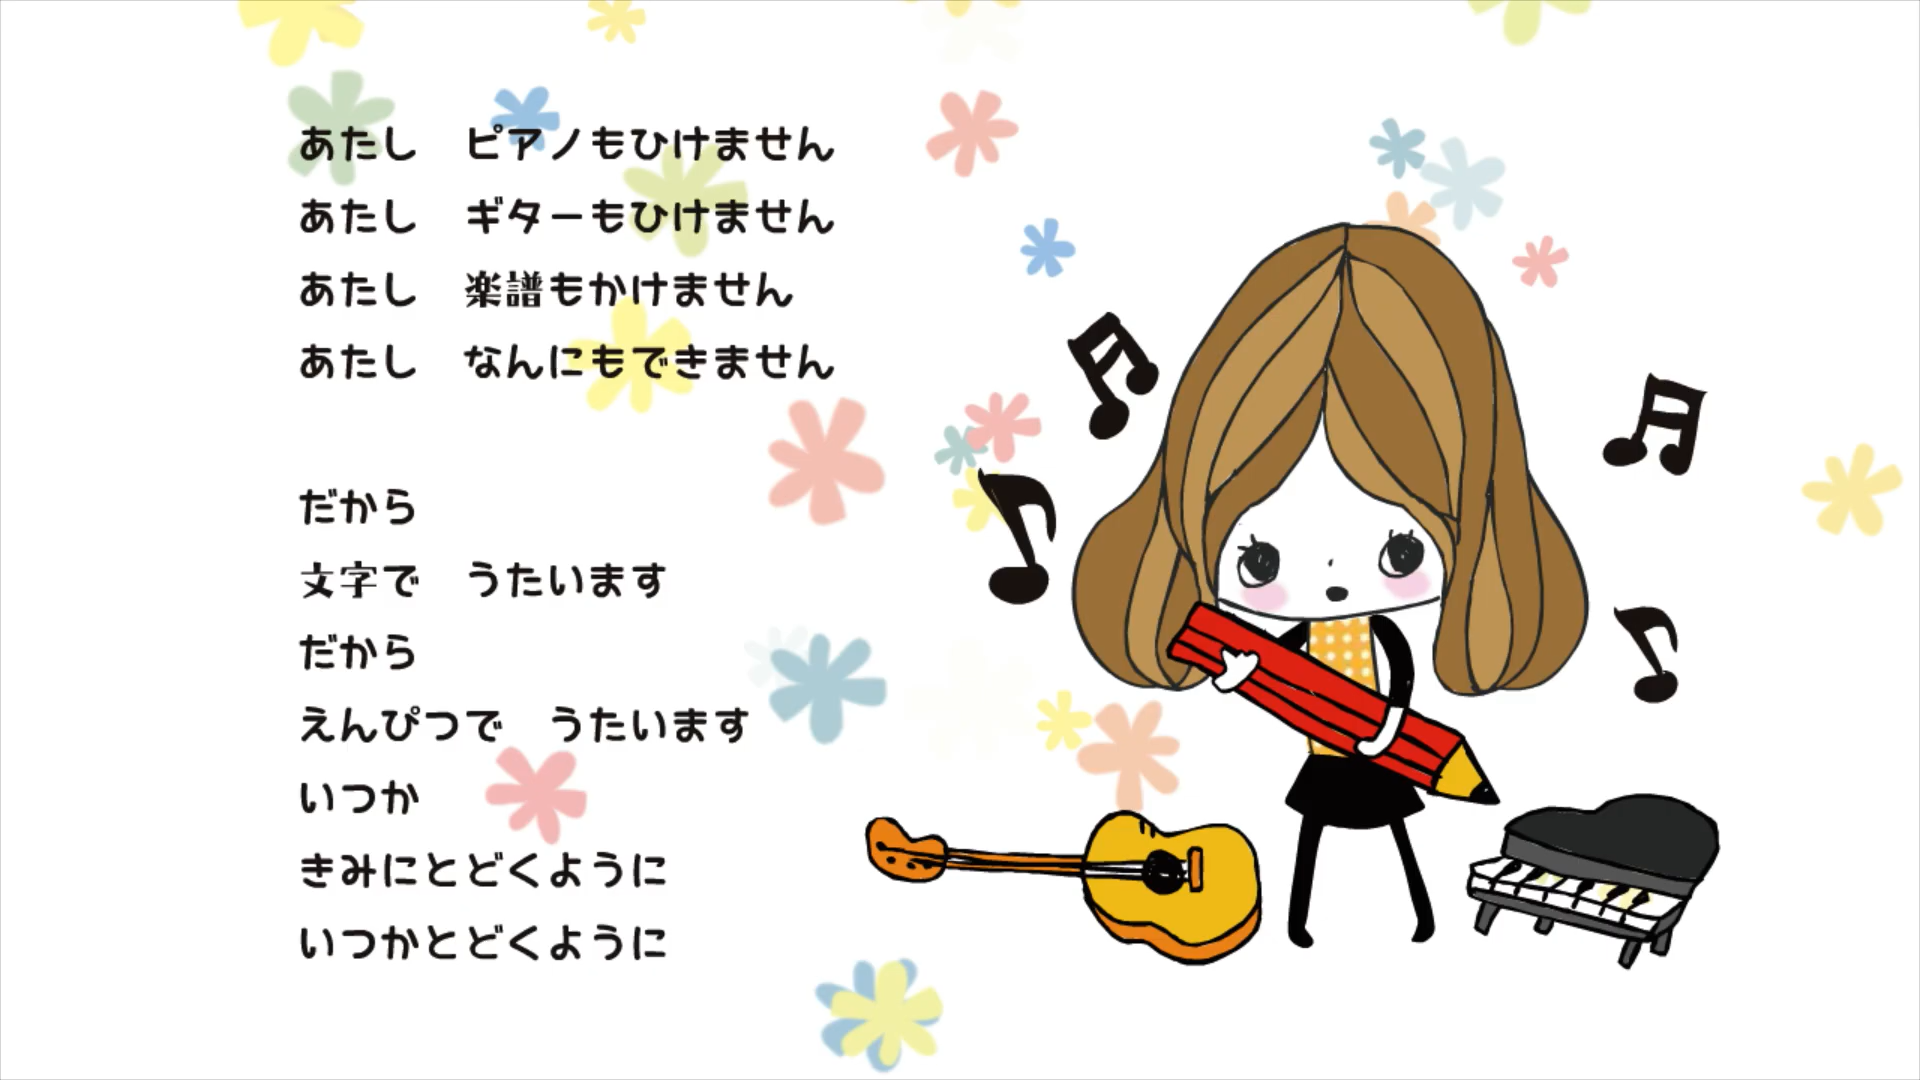 あたし　ピアノもひけません
あたし　ギターもひけません
あたし　楽譜もかけません
あたし　なんにもできません
だから
文字で　うたいます
だから
えんぴつで　うたいます
いつか
きみにとどくように
いつかとどくように